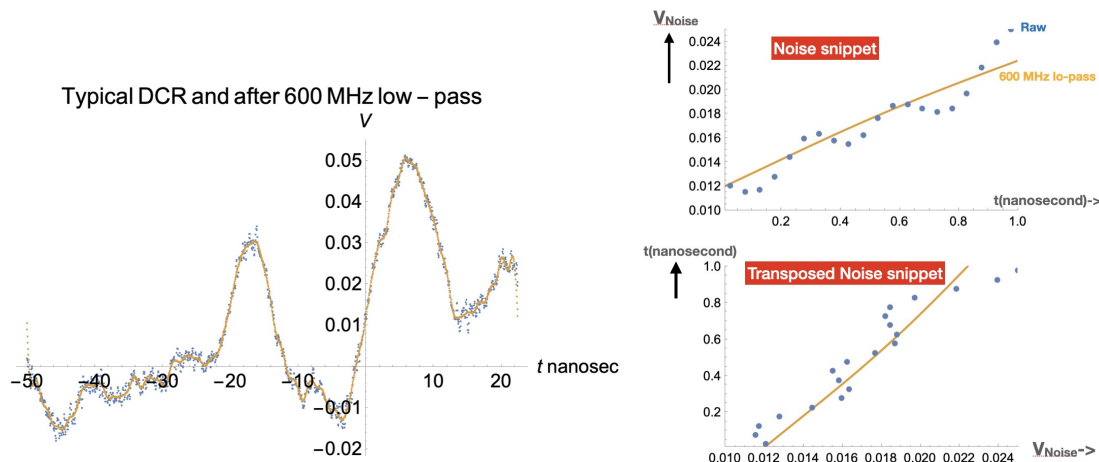 Typical DCR and after 600 MHz low – pass
V
0.05
0.04
0.03
0.02
0.01
−50 −40 −30 −20 −10 10 20 t nanosec
−0.01
−0.02
VNoise
Noise snippet
Raw
600 MHz lo-pass
0.024
0.022
0.020
0.018
0.016
0.014
0.012
0.010
t(nanosecond)->
0.2 0.4 0.6 0.8 1.0
t(nanosecond)
Transposed Noise snippet
1.0
0.8
0.6
0.4
0.2
0.010 0.012 0.014 0.016 0.018 0.020 0.022 0.024
VNoise->